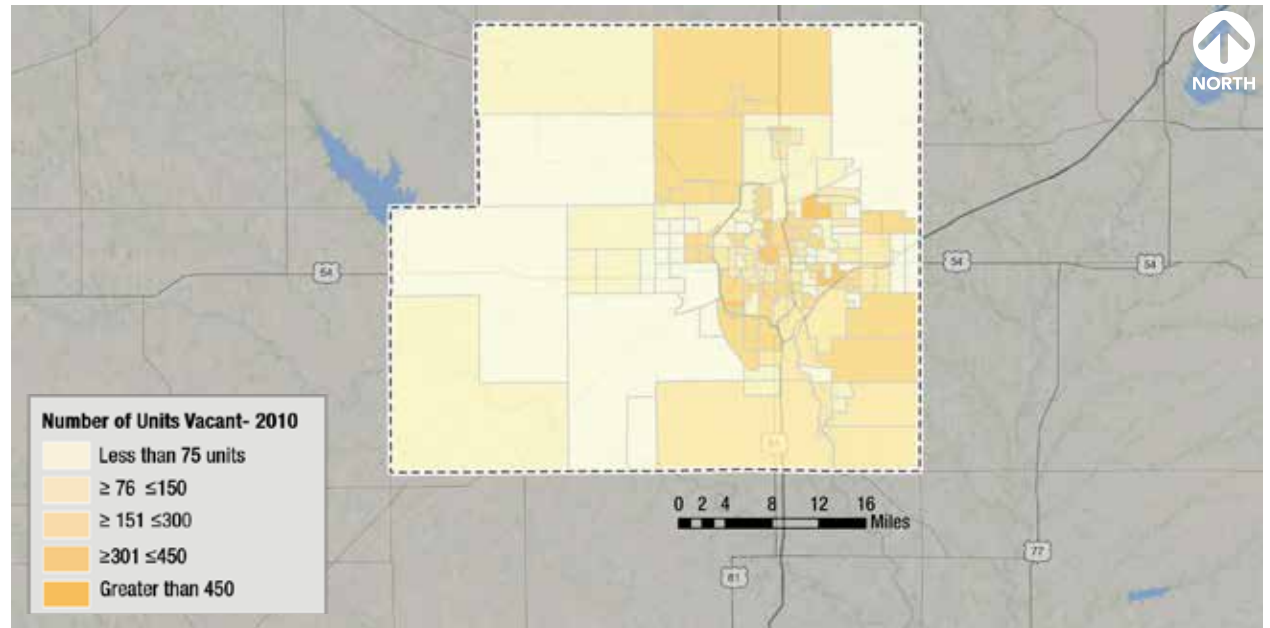 NORTH
54
54
54
Number of Units Vacant- 2010
Less than 75 units
≥ 76 ≤150
≥ 151 ≤300
≥301 ≤450
Greater than 450
0 2 4 8 12 16
Miles
77
81